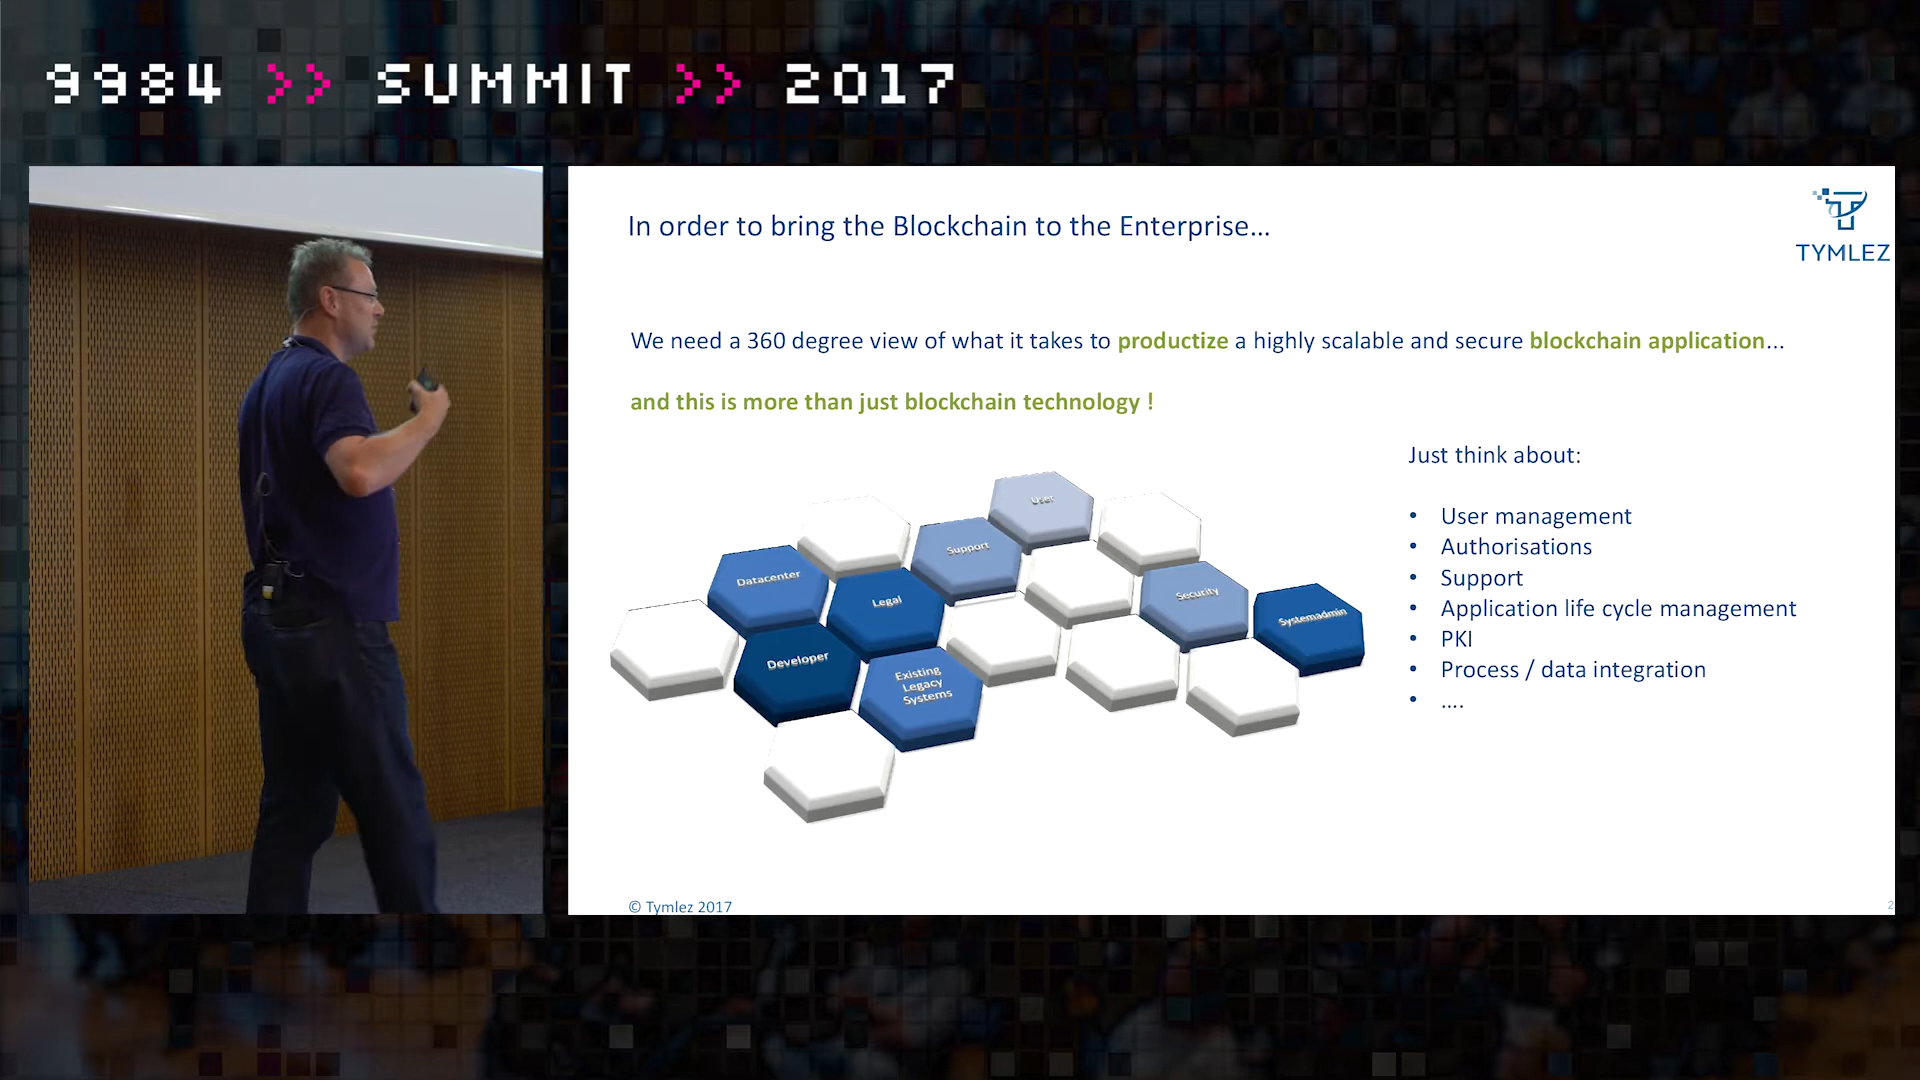 9984 >> SUMMIT >> 2017
In order to bring the Blockchain to the Enterprise...
TYMLEZ
We need a 360 degree view of what it takes to productize a highly scalable and secure blockchain application...
and this is more than just blockchain technology !
User
Support
Datacenter
Legal
Security
Systemadmin
Developer
Existing
Legacy
Systems
Just think about:
• User management
• Authorisations
• Support
• Application life cycle management
• PKI
• Process / data integration
• ....
© Tymlez 2017
2